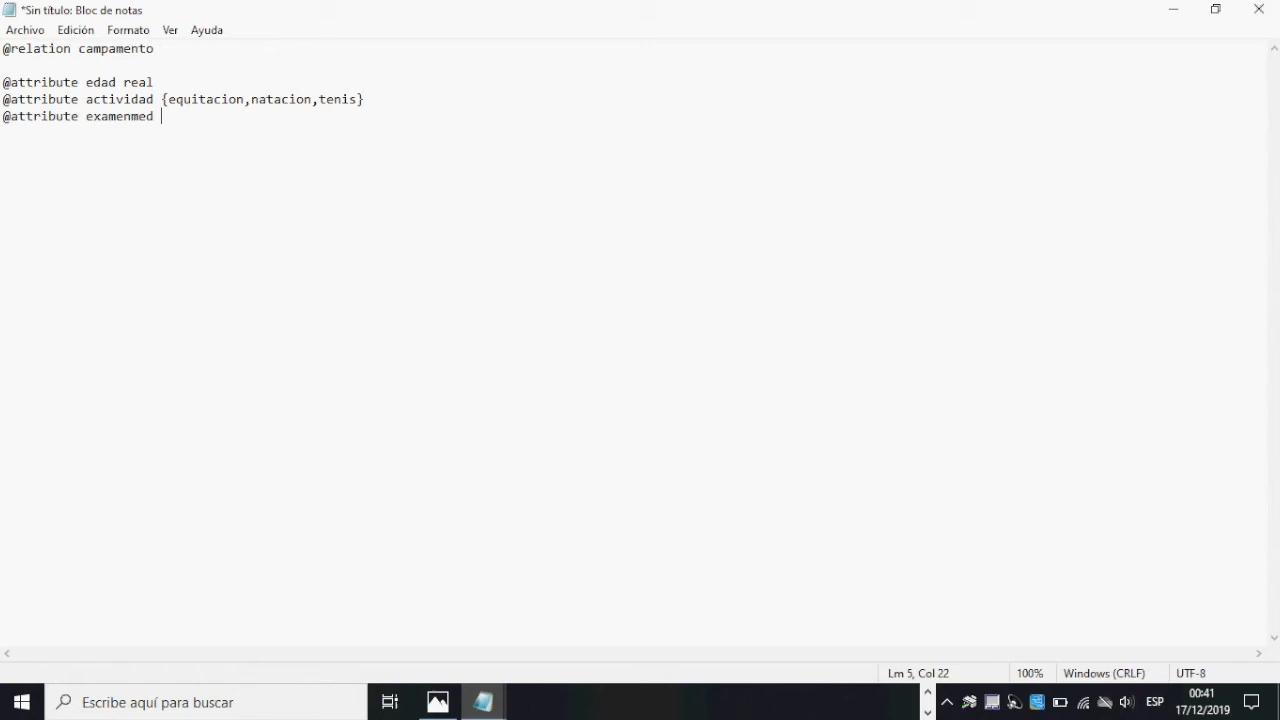 *Sin título: Bloc de notas
Archivo Edición Formato Ver Ayuda
@relation campamento
@attribute edad real
@attribute actividad {equitacion,natacion,tenis}
@attribute examenmed
Lm 5, Col 22 100% Windows (CRLF) UTF-8
Escribe aquí para buscar
ESP
00:41
17/12/2019